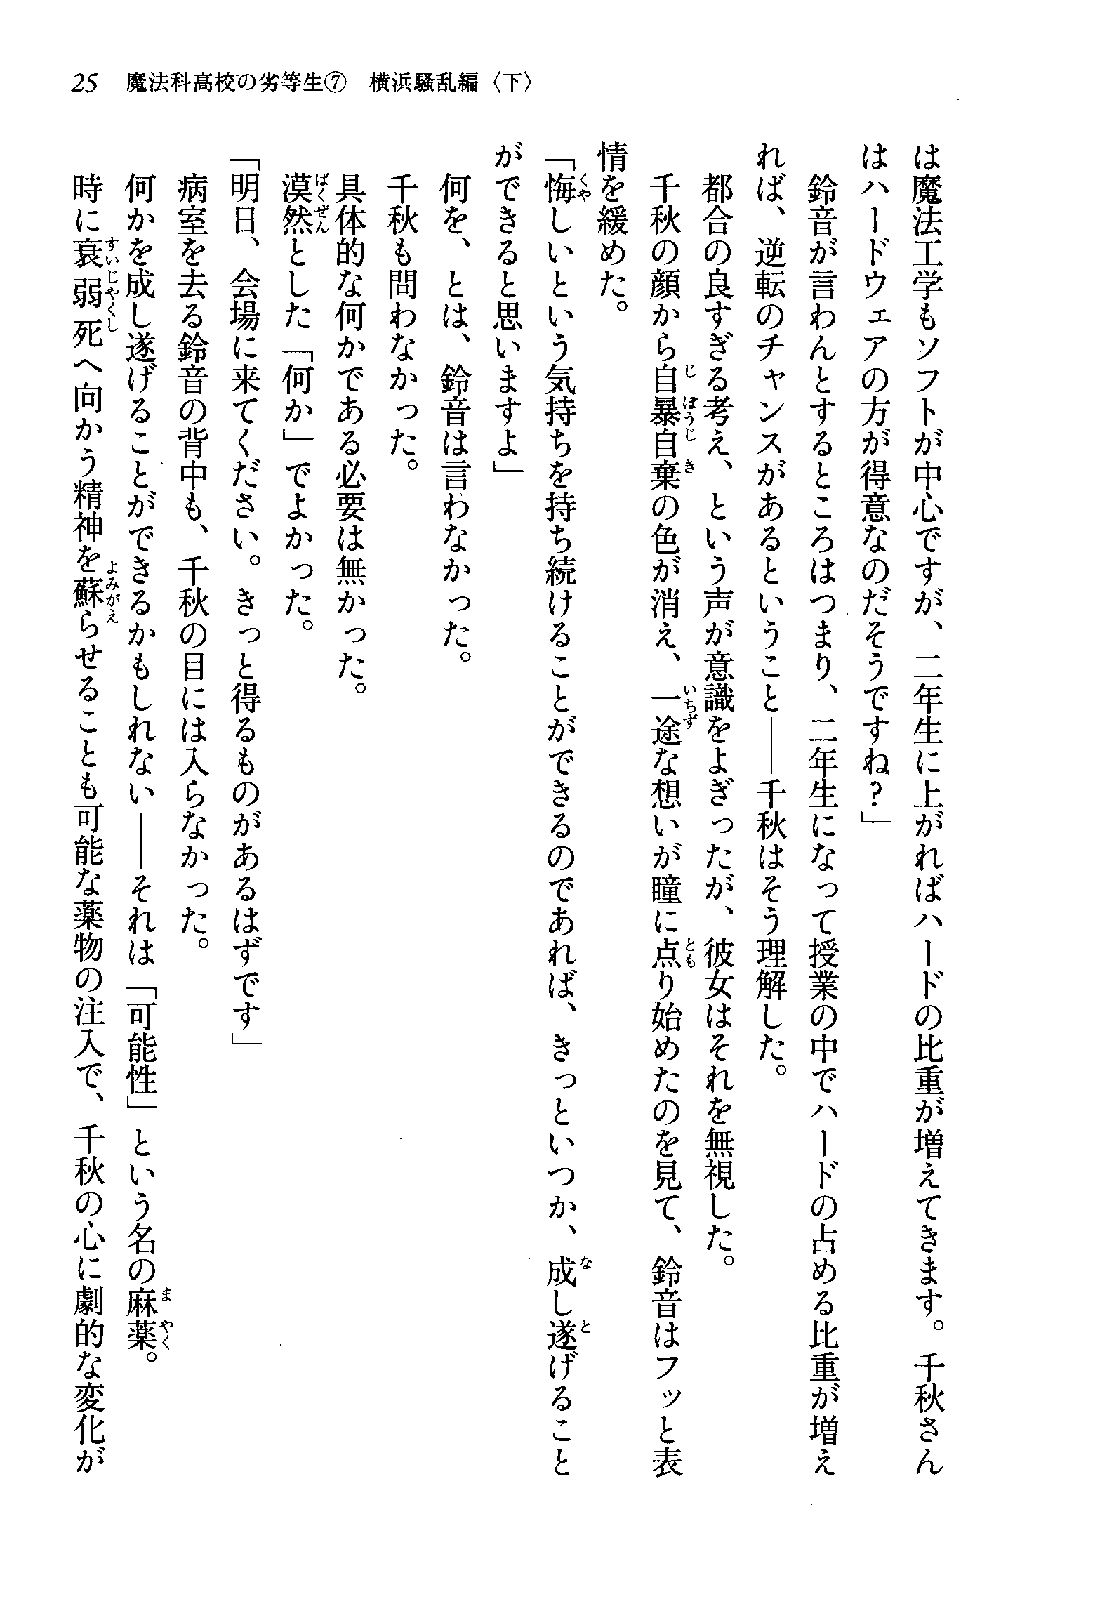 25　魔法科高校の劣等生⑦　横浜騒乱編〈下〉
は魔法工学もソフトが中心ですが、二年生に上がればハードの比重が増えてきます。千秋さん
はハードウェアの方が得意なのだそうですね？」
　鈴音が言わんとするところはつまり、二年生になって授業の中でハードの占める比重が増え
れば、逆転のチャンスがあるということ――千秋はそう理解した。
　都合の良すぎる考え、という声が意識をよぎったが、彼女はそれを無視した。
　千秋の顔から自暴自棄の色が消え、一途な想いが瞳に点り始めたのを見て、鈴音はフッと表
情を緩めた。
「悔しいという気持ちを持ち続けることができるのであれば、きっといつか、成し遂げること
ができると思いますよ」
　何を、とは、鈴音は言わなかった。
　千秋も問わなかった。
　具体的な何かである必要は無かった。
　漠然とした「何か」でよかった。
「明日、会場に来てください。きっと得るものがあるはずです」
　病室を去る鈴音の背中も、千秋の目には入らなかった。
　何かを成し遂げることができるかもしれない――それは「可能性」という名の麻薬。
　時に衰弱死へ向かう精神を蘇らせることも可能な薬物の注入で、千秋の心に劇的な変化が